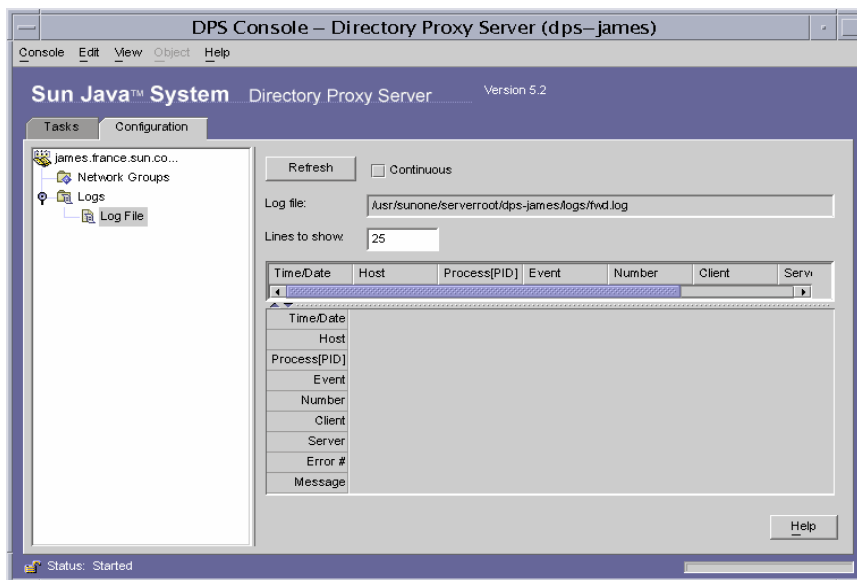 DPS Console – Directory Proxy Server (dps–james)
Console Edit View Object Help
Sun Java™ System Directory Proxy Server Version 5.2
Tasks Configuration
james.france.sun.co...
Network Groups
Logs
Log File
Refresh Continuous
Log file: /usr/sunone/serverroot/dps-james/logs/fwd.log
Lines to show: 25
Time/Date Host Process[PID] Event Number Client Serv
Time/Date
Host
Process[PID]
Event
Number
Client
Server
Error #
Message
Help
Status: Started